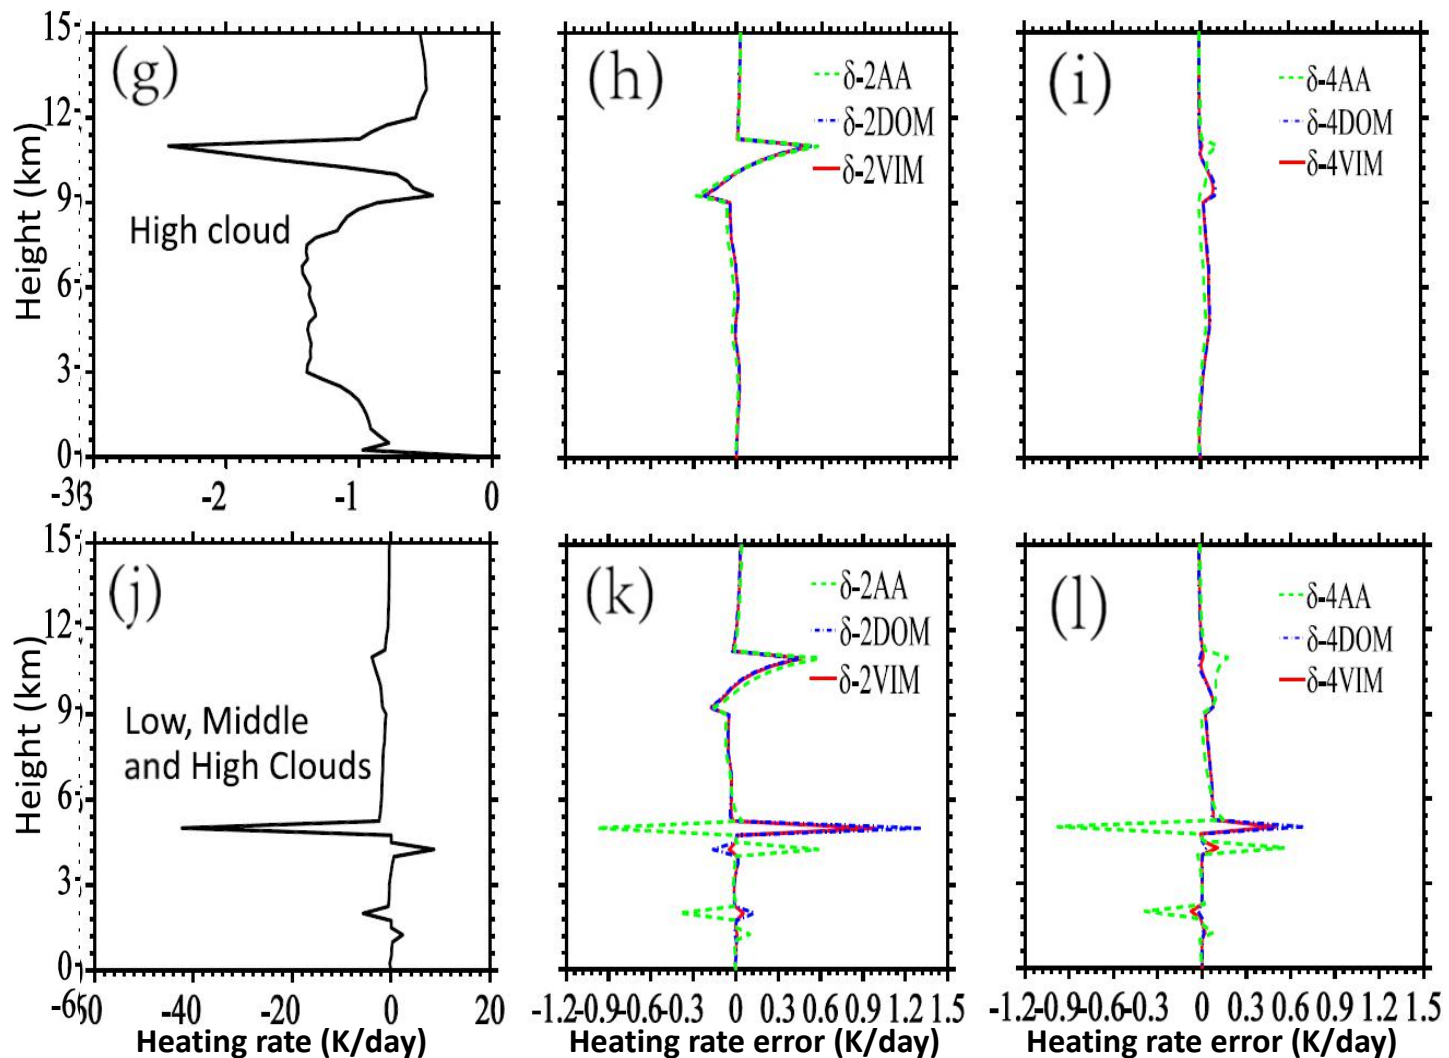 (g)
High cloud
Height (km)
15
12
9
6
3
0
-3
-2
-1
0
(h)
δ-2AA
δ-2DOM
δ-2VIM
(i)
δ-4AA
δ-4DOM
δ-4VIM
(j)
Low, Middle
and High Clouds
Height (km)
15
12
9
6
3
0
-60
-40
-20
0
20
Heating rate (K/day)
(k)
δ-2AA
δ-2DOM
δ-2VIM
-1.2-0.9-0.6-0.3 0 0.3 0.6 0.9 1.2 1.5
Heating rate error (K/day)
(l)
δ-4AA
δ-4DOM
δ-4VIM
-1.2-0.9-0.6-0.3 0 0.3 0.6 0.9 1.2 1.5
Heating rate error (K/day)